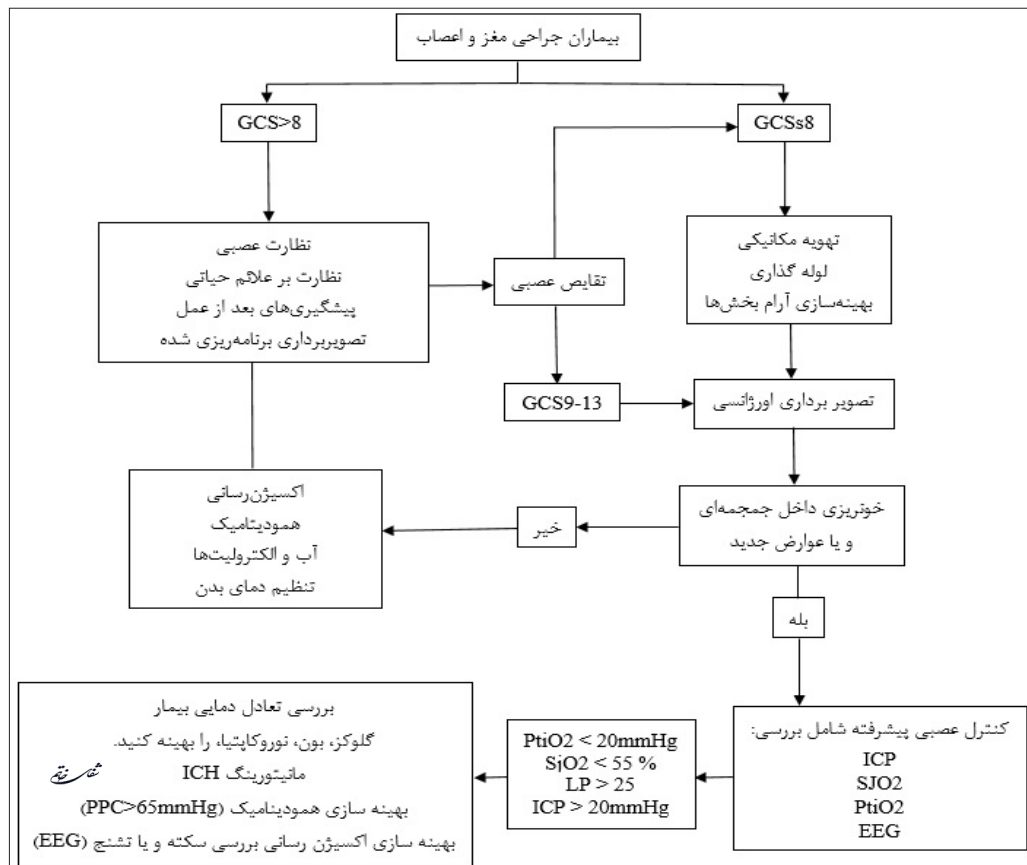 بیماران جراحی مغز و اعصاب
GCS>8
GCSs8
نظارت عصبی
نظارت بر علائم حیاتی
پیشگیری‌های بعد از عمل
تصویربرداری برنامه‌ریزی شده
تقایص عصبی
تهویه مکانیکی
لوله گذاری
بهینه‌سازی آرام بخش‌ها
GCS9-13
تصویر برداری اورژانسی
خونریزی داخل جمجمه‌ای
و یا عوارض جدید
خیر
اکسیژن‌رسانی
همودینامیک
آب و الکترولیت‌ها
تنظیم دمای بدن
بله
کنترل عصبی پیشرفته شامل بررسی:
ICP
SJO2
PtiO2
EEG
PtiO2 < 20mmHg
SjO2 < 55 %
LP > 25
ICP > 20mmHg
بررسی تعادل دمایی بیمار
گلوکز، بون، نوروکاپتیا، را بهینه کنید.
مانیتورینگ ICH
بهینه سازی همودینامیک (PPC>65mmHg)
بهینه سازی اکسیژن رسانی بررسی سکته و یا تشنج (EEG)